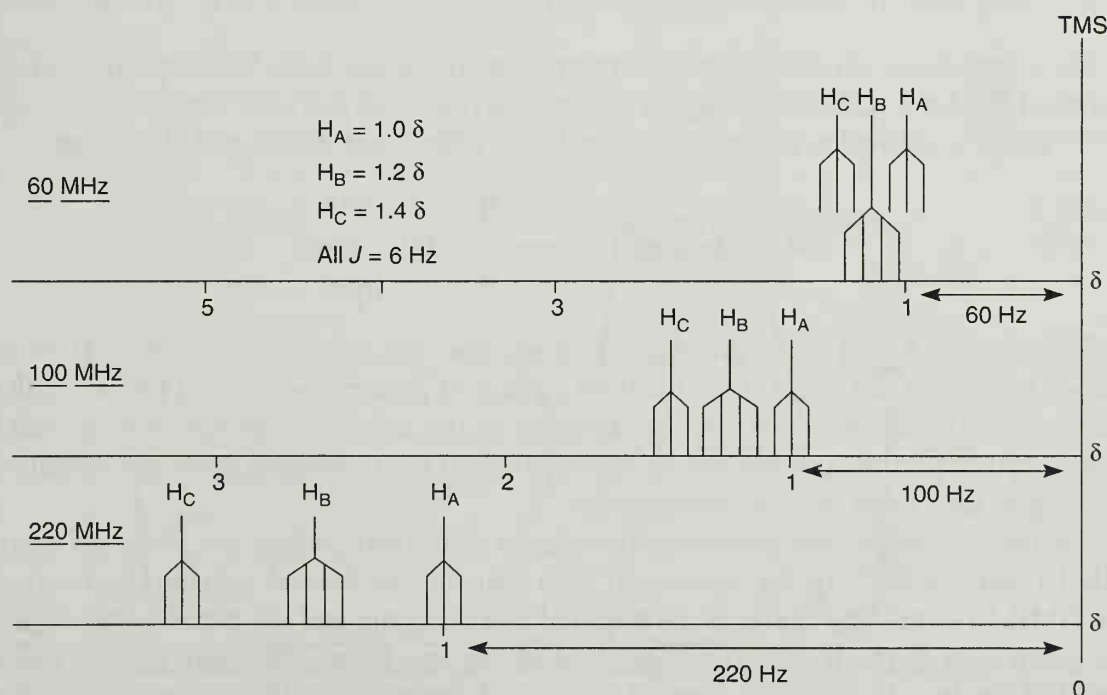 TMS
H_C H_B H_A
H_A = 1.0 δ
H_B = 1.2 δ
60 MHz
H_C = 1.4 δ
All J = 6 Hz
δ
5 3 1
60 Hz
H_C H_B H_A
100 MHz
δ
3 2 1
100 Hz
H_C H_B H_A
220 MHz
δ
1
220 Hz
0